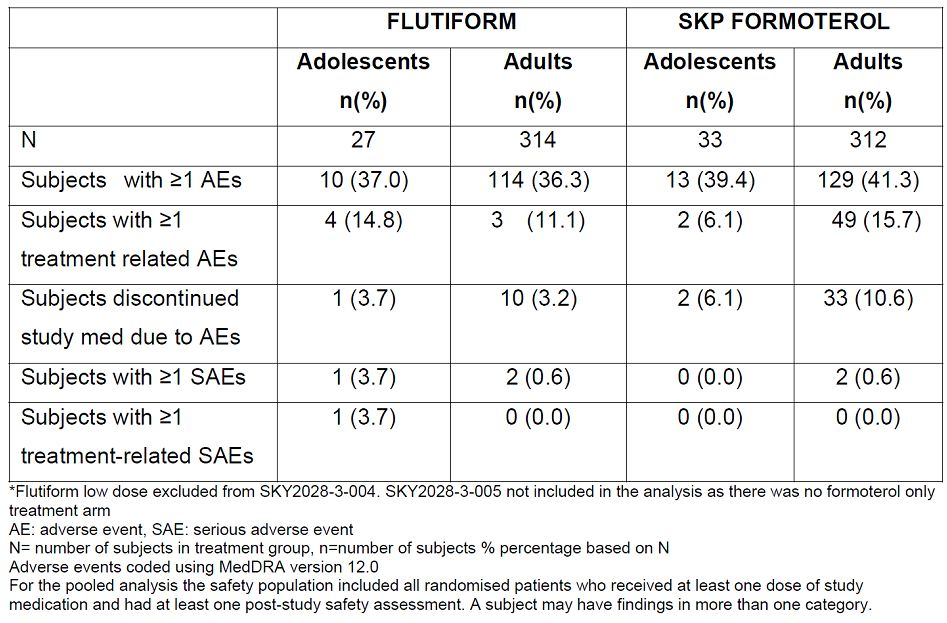 FLUTIFORM SKP FORMOTEROL
Adolescents n(%) Adults n(%) Adolescents n(%) Adults n(%)
N 27 314 33 312
Subjects with ≥1 AEs 10 (37.0) 114 (36.3) 13 (39.4) 129 (41.3)
Subjects with ≥1 4 (14.8) 3 (11.1) 2 (6.1) 49 (15.7)
treatment related AEs
Subjects discontinued 1 (3.7) 10 (3.2) 2 (6.1) 33 (10.6)
study med due to AEs
Subjects with ≥1 SAEs 1 (3.7) 2 (0.6) 0 (0.0) 2 (0.6)
Subjects with ≥1 1 (3.7) 0 (0.0) 0 (0.0) 0 (0.0)
treatment-related SAEs
*Flutiform low dose excluded from SKY2028-3-004. SKY2028-3-005 not included in the analysis as there was no formoterol only
treatment arm
AE: adverse event, SAE: serious adverse event
N= number of subjects in treatment group, n=number of subjects % percentage based on N
Adverse events coded using MedDRA version 12.0
For the pooled analysis the safety population included all randomised patients who received at least one dose of study
medication and had at least one post-study safety assessment. A subject may have findings in more than one category.